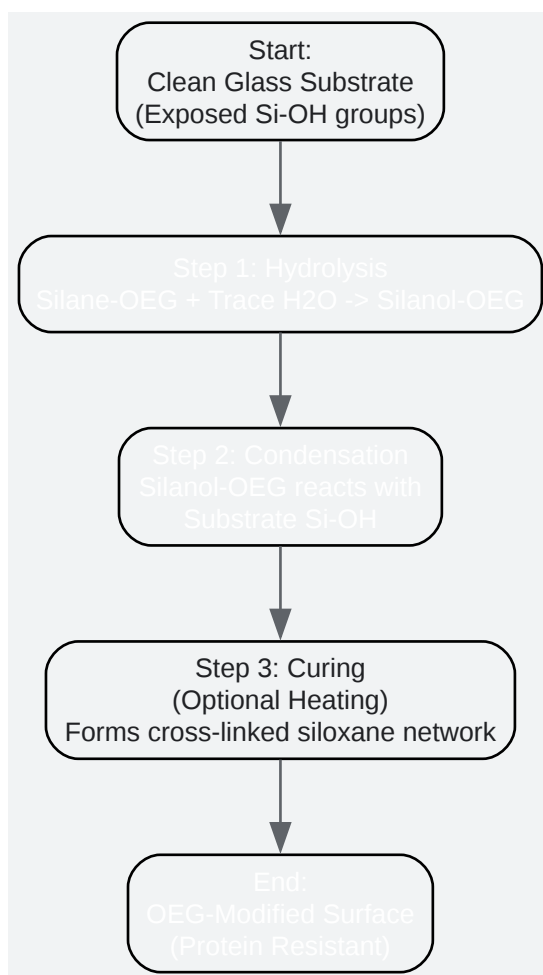 Start:
Clean Glass Substrate
(Exposed Si-OH groups)
Step 1: Hydrolysis
Silane-OEG + Trace H2O -> Silanol-OEG
Step 2: Condensation
Silanol-OEG reacts with
Substrate Si-OH
Step 3: Curing
(Optional Heating)
Forms cross-linked siloxane network
End:
OEG-Modified Surface
(Protein Resistant)